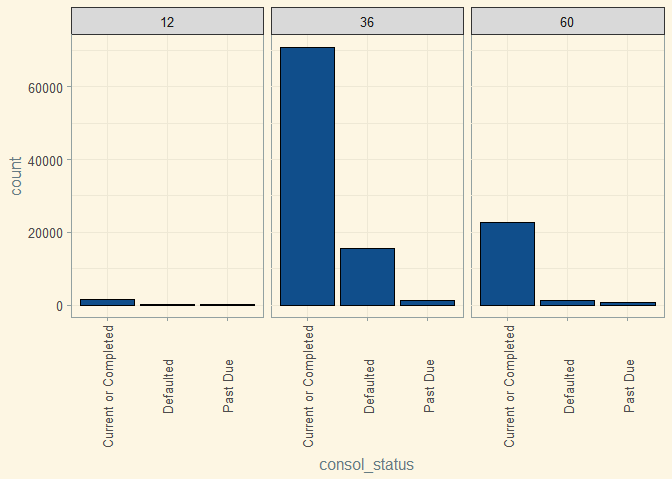 12 36 60
60000
40000
20000
0
count
Current or Completed
Defaulted
Past Due
Current or Completed
Defaulted
Past Due
Current or Completed
Defaulted
Past Due
consol_status